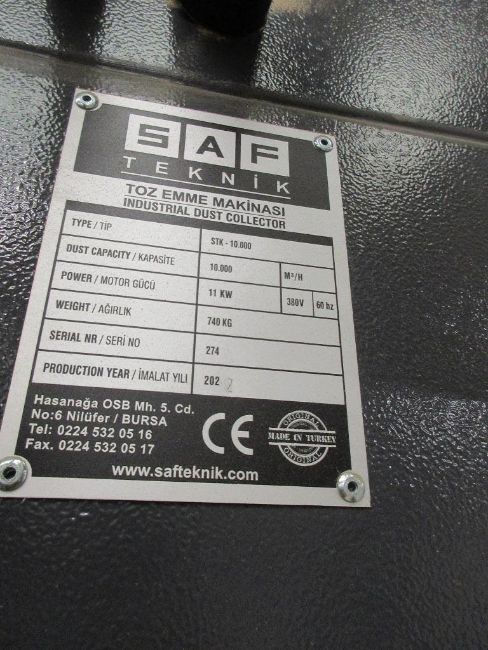 SAF
TEKNİK
TOZ EMME MAKİNASI
INDUSTRIAL DUST COLLECTOR
TYPE / TİP STK - 10.000
DUST CAPACITY / KAPASİTE 10.000 M³/H
POWER / MOTOR GÜCÜ 11 KW 380V 60 hz
WEIGHT / AĞIRLIK 740 KG
SERIAL NR / SERİ NO 274
PRODUCTION YEAR / İMALAT YILI 202
Hasanağa OSB Mh. 5. Cd.
No:6 Nilüfer / BURSA
Tel: 0224 532 05 16
Fax. 0224 532 05 17
CE
ORIGINAL
MADE IN TURKEY
ORIGINAL
www.safteknik.com